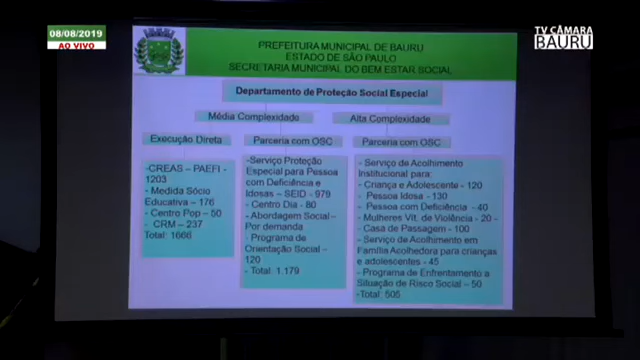 08/08/2019
AO VIVO
TV CÂMARA
BAURU
PREFEITURA MUNICIPAL DE BAURU
ESTADO DE SÃO PAULO
SECRETARIA MUNICIPAL DO BEM ESTAR SOCIAL
Departamento de Proteção Social Especial
Média Complexidade
Alta Complexidade
Execução Direta
Parceria com OSC
Parceria com OSC
-CREAS – PAEFI -
1203
- Medida Sócio
Educativa – 176
- Centro Pop – 50
- CRM – 237
Total: 1666
-Serviço Proteção
Especial para Pessoa
com Deficiência e
Idosas – SEID - 979
- Centro Dia - 80
- Abordagem Social –
Por demanda
- Programa de
Orientação Social –
120
- Total: 1.179
- Serviço de Acolhimento
Institucional para:
- Criança e Adolescente - 120
- Pessoa Idosa - 130
- Pessoa com Deficiência - 40
- Mulheres Vit. de Violência - 20 -
- Casa de Passagem - 100
- Serviço de Acolhimento em
Família Acolhedora para crianças
e adolescentes - 45
- Programa de Enfrentamento a
Situação de Risco Social – 50
-Total: 505